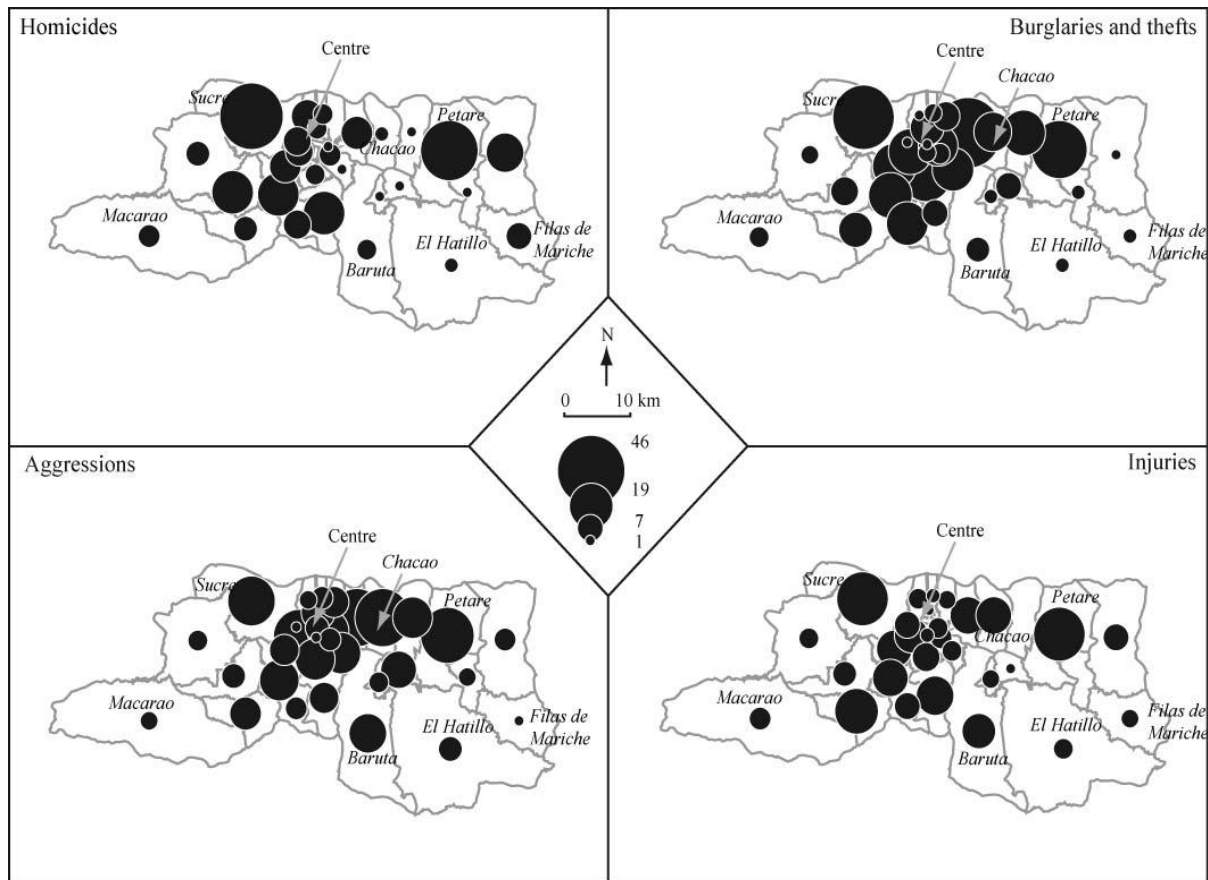 Homicides
Centre
Sucre
Petare
Chacao
Macarao
Baruta
El Hatillo
Filas de
Mariche
Burglaries and thefts
Centre
Chacao
Sucre
Petare
Macarao
Baruta
El Hatillo
Filas de
Mariche
N
0 10 km
46
19
7
1
Aggressions
Centre
Chacao
Sucre
Petare
Macarao
Baruta
El Hatillo
Filas de
Mariche
Injuries
Centre
Sucre
Petare
Chacao
Macarao
Baruta
El Hatillo
Filas de
Mariche